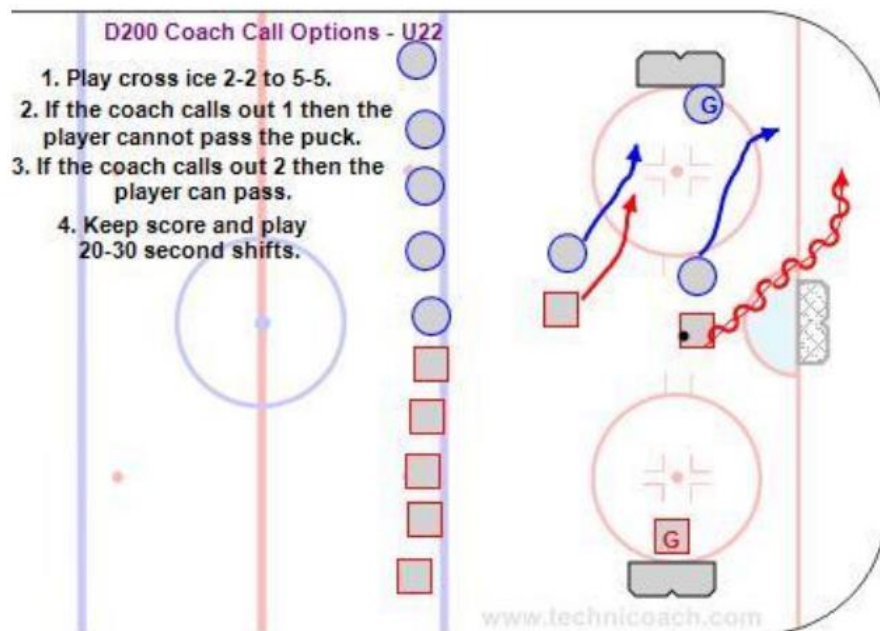 D200 Coach Call Options - U22
1. Play cross ice 2-2 to 5-5.
2. If the coach calls out 1 then the
player cannot pass the puck.
3. If the coach calls out 2 then the
player can pass.
4. Keep score and play
20-30 second shifts.
G
G
www.technicoach.com